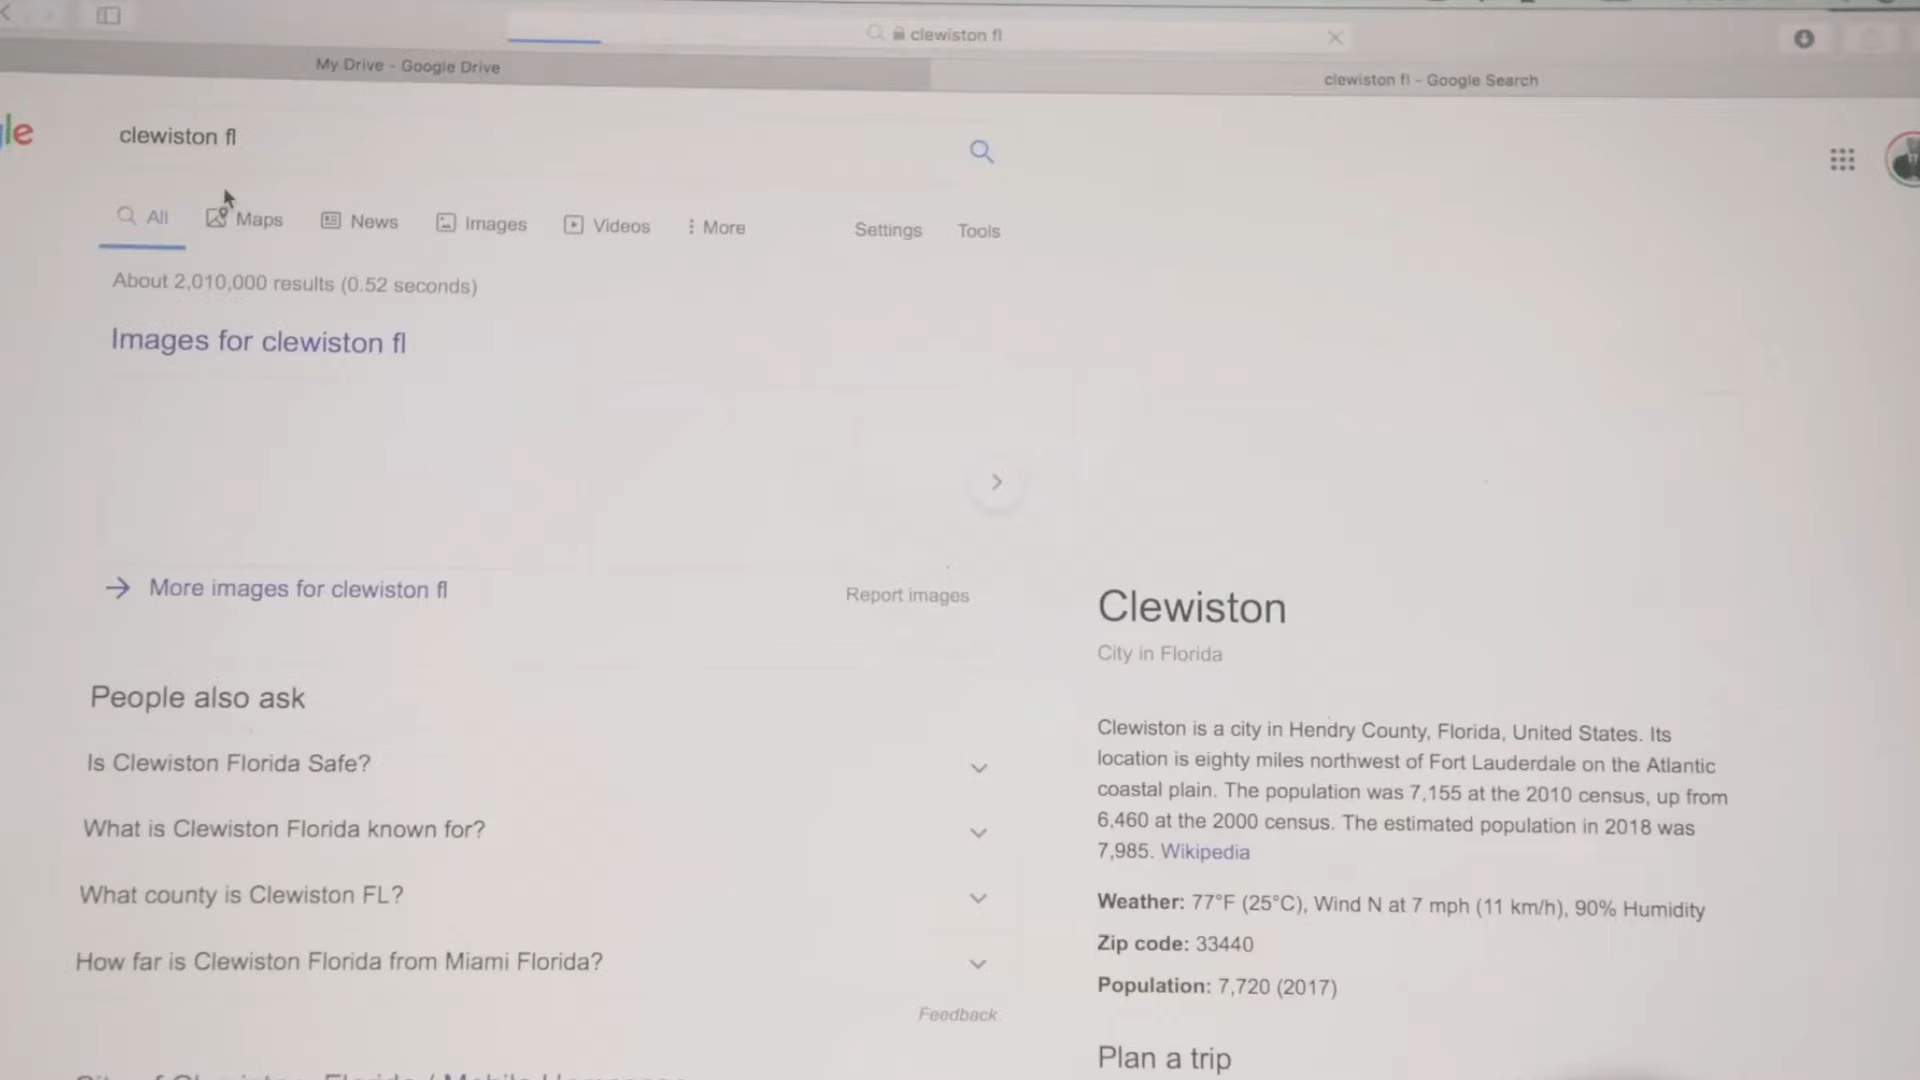 clewiston fl
My Drive - Google Drive
clewiston fl - Google Search
le
clewiston fl
All
Maps
News
Images
Videos
More
Settings
Tools
About 2,010,000 results (0.52 seconds)
Images for clewiston fl
More images for clewiston fl
Report images
People also ask
Is Clewiston Florida Safe?
What is Clewiston Florida known for?
What county is Clewiston FL?
How far is Clewiston Florida from Miami Florida?
Feedback
Clewiston
City in Florida
Clewiston is a city in Hendry County, Florida, United States. Its
location is eighty miles northwest of Fort Lauderdale on the Atlantic
coastal plain. The population was 7,155 at the 2010 census, up from
6,460 at the 2000 census. The estimated population in 2018 was
7,985. Wikipedia
Weather: 77°F (25°C), Wind N at 7 mph (11 km/h), 90% Humidity
Zip code: 33440
Population: 7,720 (2017)
Plan a trip